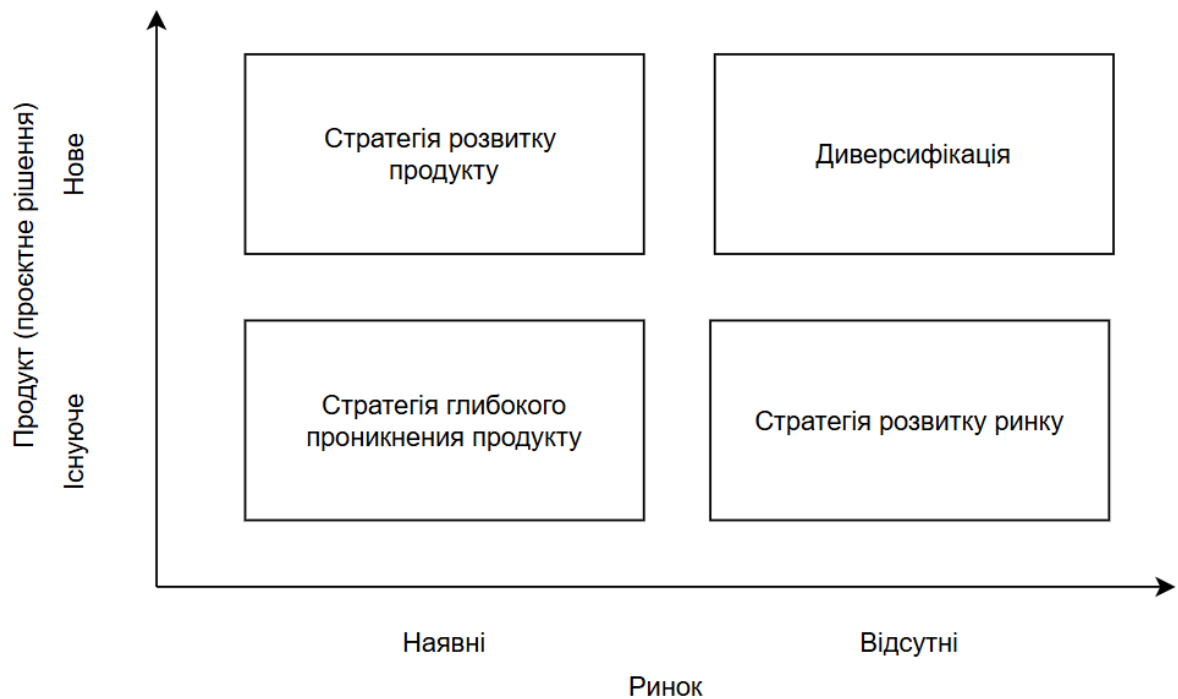 Продукт (проєктне рішення)
Нове
Існуюче
Стратегія розвитку
продукту
Диверсифікація
Стратегія глибокого
проникнення продукту
Стратегія розвитку ринку
Наявні
Відсутні
Ринок